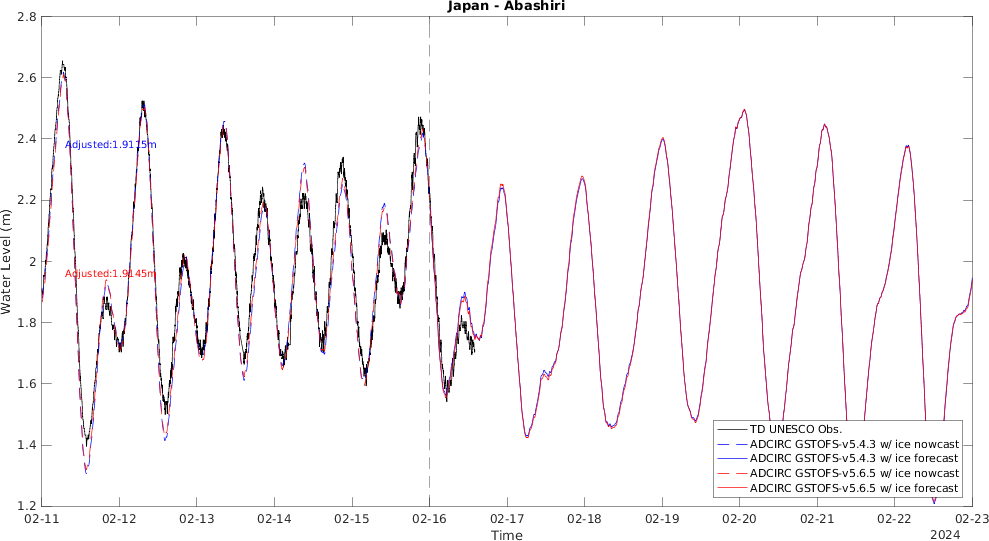 Japan - Abashiri
2.8
2.6
2.4
2.2
2
1.8
1.6
1.4
1.2
Water Level (m)
Adjusted:1.9115m
Adjusted:1.9145m
TD UNESCO Obs.
ADCIRC GSTOFS-v5.4.3 w/ ice nowcast
ADCIRC GSTOFS-v5.4.3 w/ ice forecast
ADCIRC GSTOFS-v5.6.5 w/ ice nowcast
ADCIRC GSTOFS-v5.6.5 w/ ice forecast
02-11 02-12 02-13 02-14 02-15 02-16 02-17 02-18 02-19 02-20 02-21 02-22 02-23
Time
2024